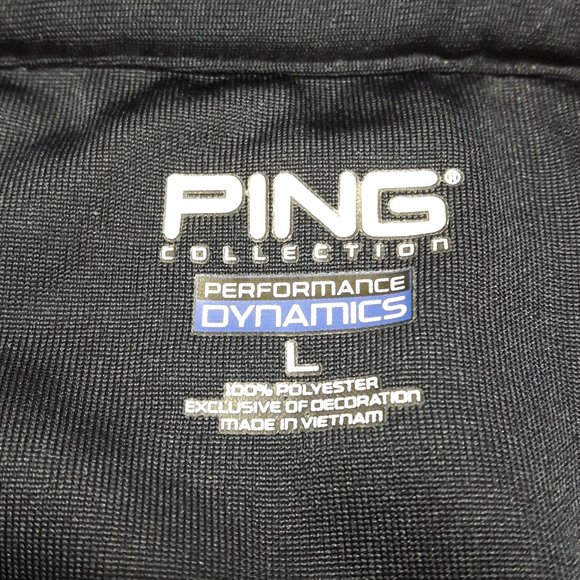 PING®
COLLECTION
PERFORMANCE
DYNAMICS
L
100% POLYESTER
EXCLUSIVE OF DECORATION
MADE IN VIETNAM